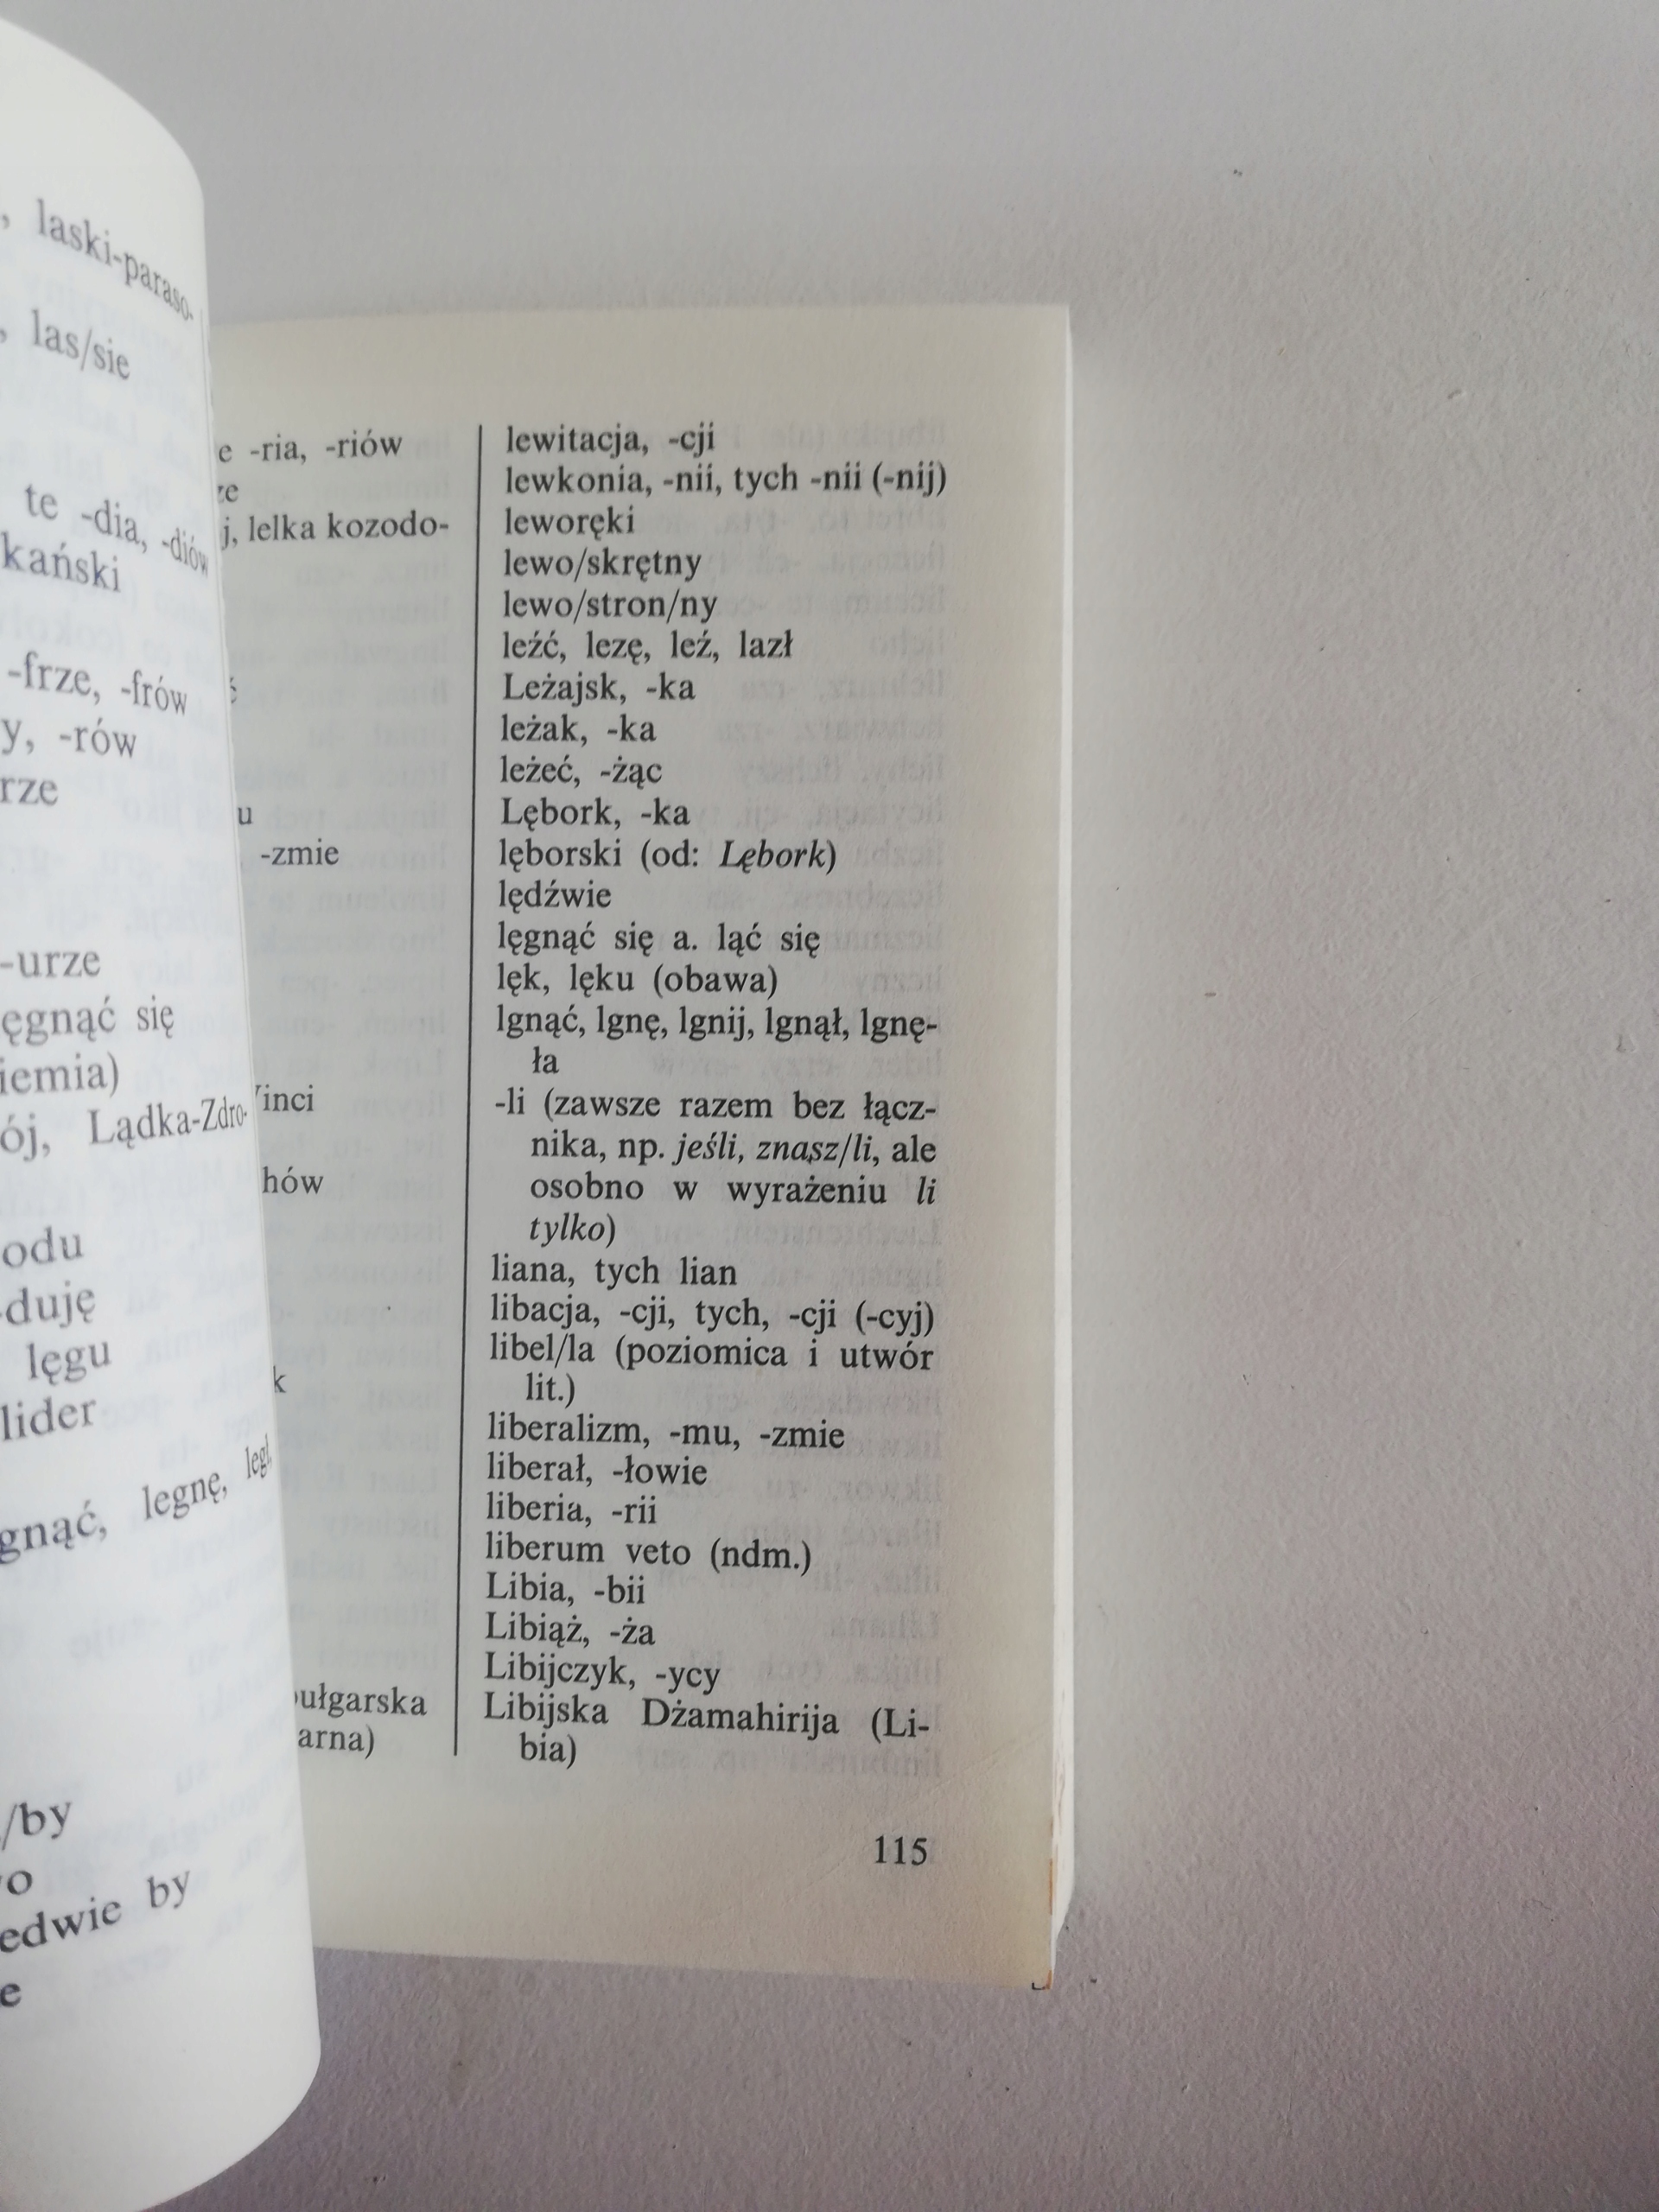 laski-paraso-
las/sie
te -dia, -diów
kański
-frze, -frów
y, -rów
rze
-urze
ęgnąć się
iemia)
ój, Lądka-Zdro-
odu
-duję
lęgu
lider
gnąć, legnę, legł,
/by
edwie by
e
e -ria, -riów
j, lelka kozodo-
u
-zmie
inci
hów
k
ułgarska
arna)
lewitacja, -cji
lewkonia, -nii, tych -nii (-nij)
leworęki
lewo/skrętny
lewo/stron/ny
leźć, lezę, leź, lazł
Leżajsk, -ka
leżak, -ka
leżeć, -żąc
Lębork, -ka
lęborski (od: Lębork)
lędźwie
lęgnąć się a. ląć się
lęk, lęku (obawa)
lgnąć, lgnę, lgnij, lgnął, lgnę-
ła
-li (zawsze razem bez łącz-
nika, np. jeśli, znasz/li, ale
osobno w wyrażeniu li
tylko)
liana, tych lian
libacja, -cji, tych, -cji (-cyj)
libel/la (poziomica i utwór
lit.)
liberalizm, -mu, -zmie
liberał, -łowie
liberia, -rii
liberum veto (ndm.)
Libia, -bii
Libiąż, -ża
Libijczyk, -ycy
Libijska Dżamahirija (Li-
bia)
115